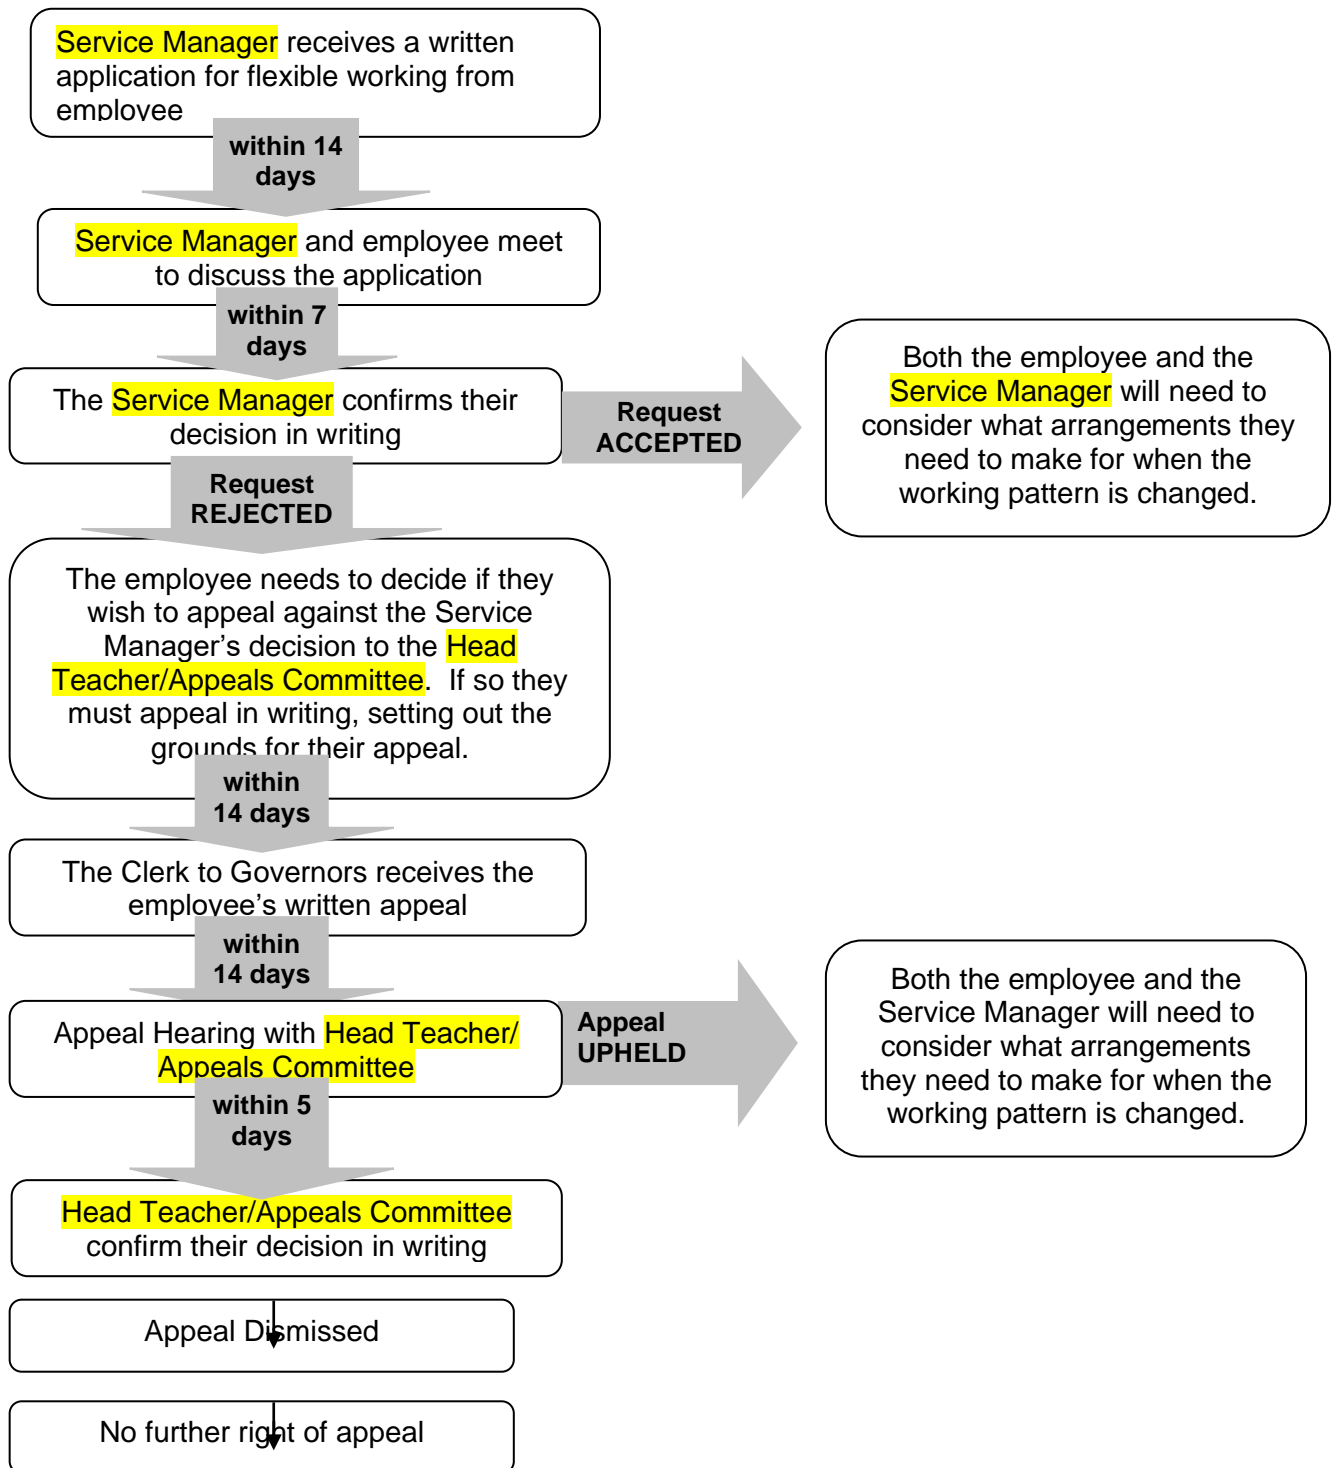 Service Manager receives a written
application for flexible working from
employee
within 14
days
Service Manager and employee meet
to discuss the application
within 7
days
The Service Manager confirms their
decision in writing
Request
ACCEPTED
Both the employee and the
Service Manager will need to
consider what arrangements they
need to make for when the
working pattern is changed.
Request
REJECTED
The employee needs to decide if they
wish to appeal against the Service
Manager’s decision to the Head
Teacher/Appeals Committee.  If so they
must appeal in writing, setting out the
grounds for their appeal.
within
14 days
The Clerk to Governors receives the
employee’s written appeal
within
14 days
Appeal Hearing with Head Teacher/
Appeals Committee
Appeal
UPHELD
Both the employee and the
Service Manager will need to
consider what arrangements
they need to make for when the
working pattern is changed.
within 5
days
Head Teacher/Appeals Committee
confirm their decision in writing
Appeal Dismissed
No further right of appeal